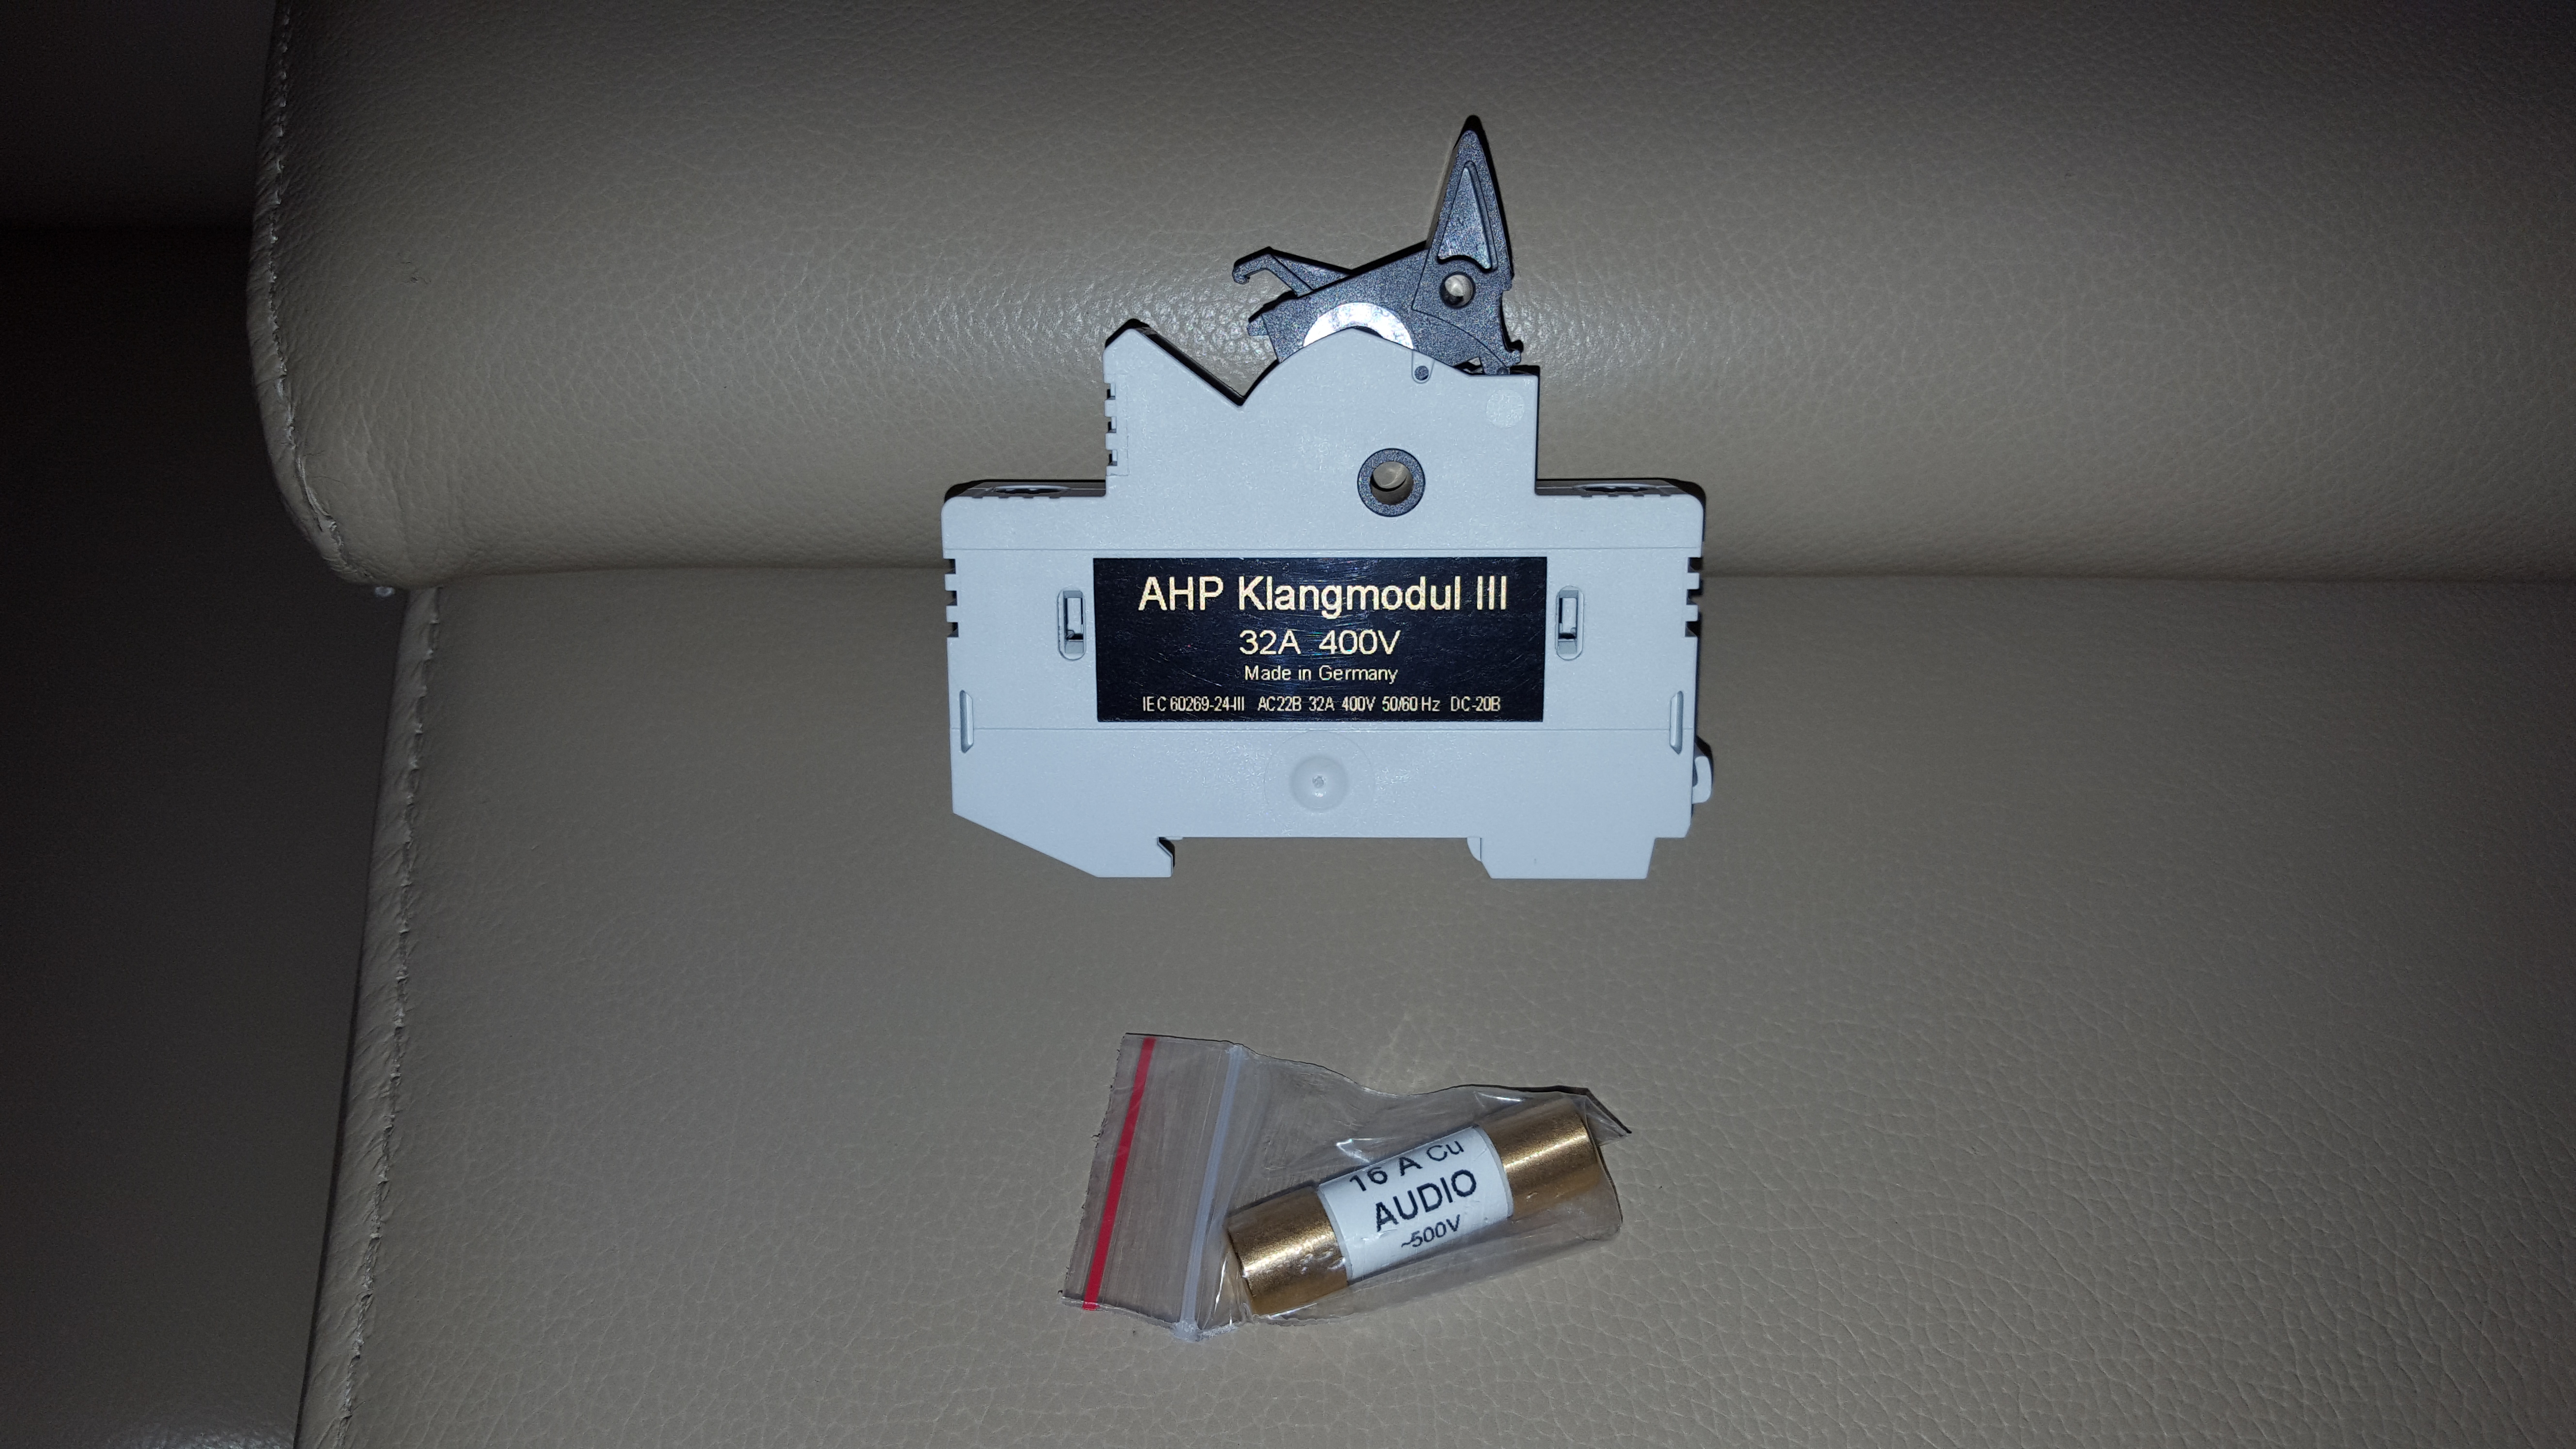 AHP Klangmodul III
32A 400V
Made in Germany
IEC 60269-24-III AC22B 32A 400V 50/60 Hz DC-20B
16 A Cu
AUDIO
~500V